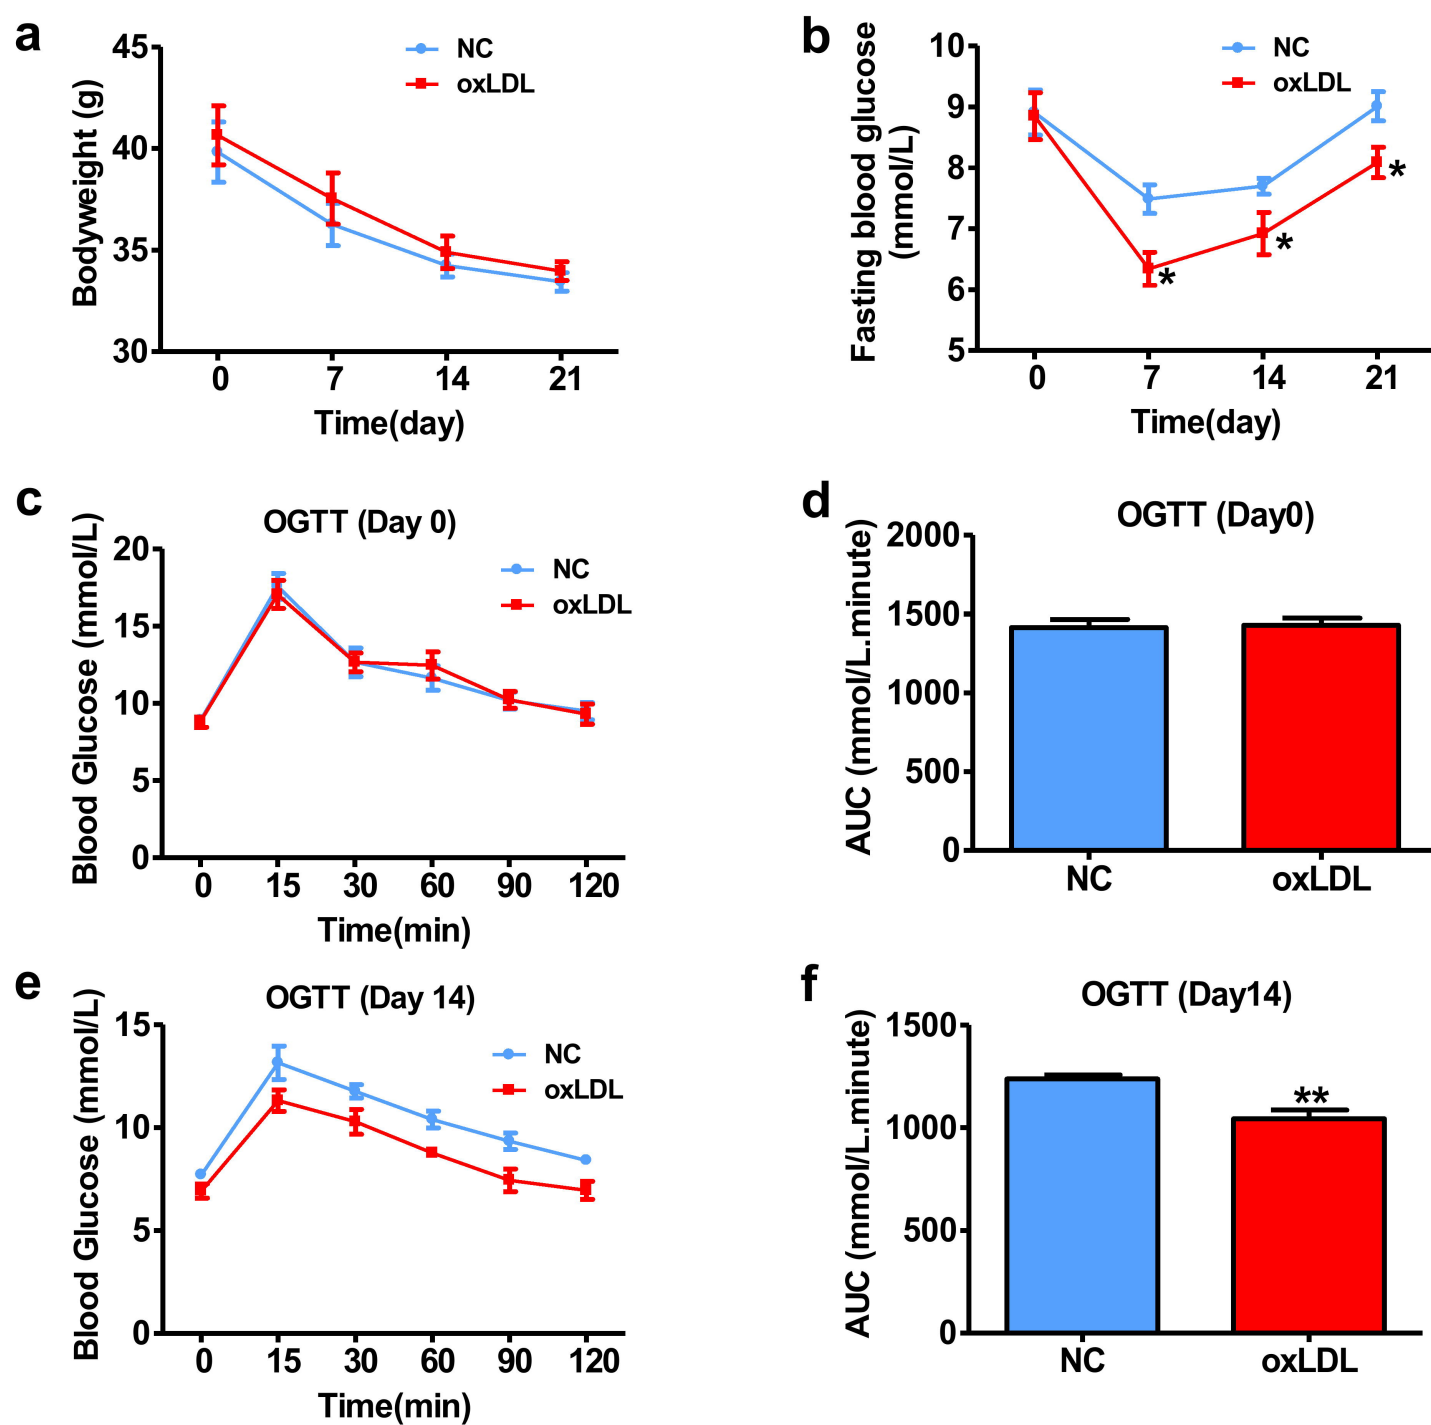 a
45
40
35
30
Bodyweight (g)
NC
oxLDL
0 7 14 21
Time(day)
b
10
9
8
7
6
5
Fasting blood glucose
(mmol/L)
NC
oxLDL
*
*
*
0 7 14 21
Time(day)
c
OGTT (Day 0)
20
15
10
5
0
Blood Glucose (mmol/L)
NC
oxLDL
0 15 30 60 90 120
Time(min)
d
OGTT (Day0)
2000
1500
1000
500
0
AUC (mmol/L.minute)
NC oxLDL
e
OGTT (Day 14)
15
10
5
0
Blood Glucose (mmol/L)
NC
oxLDL
0 15 30 60 90 120
Time(min)
f
OGTT (Day14)
1500
1000
500
0
AUC (mmol/L.minute)
**
NC oxLDL